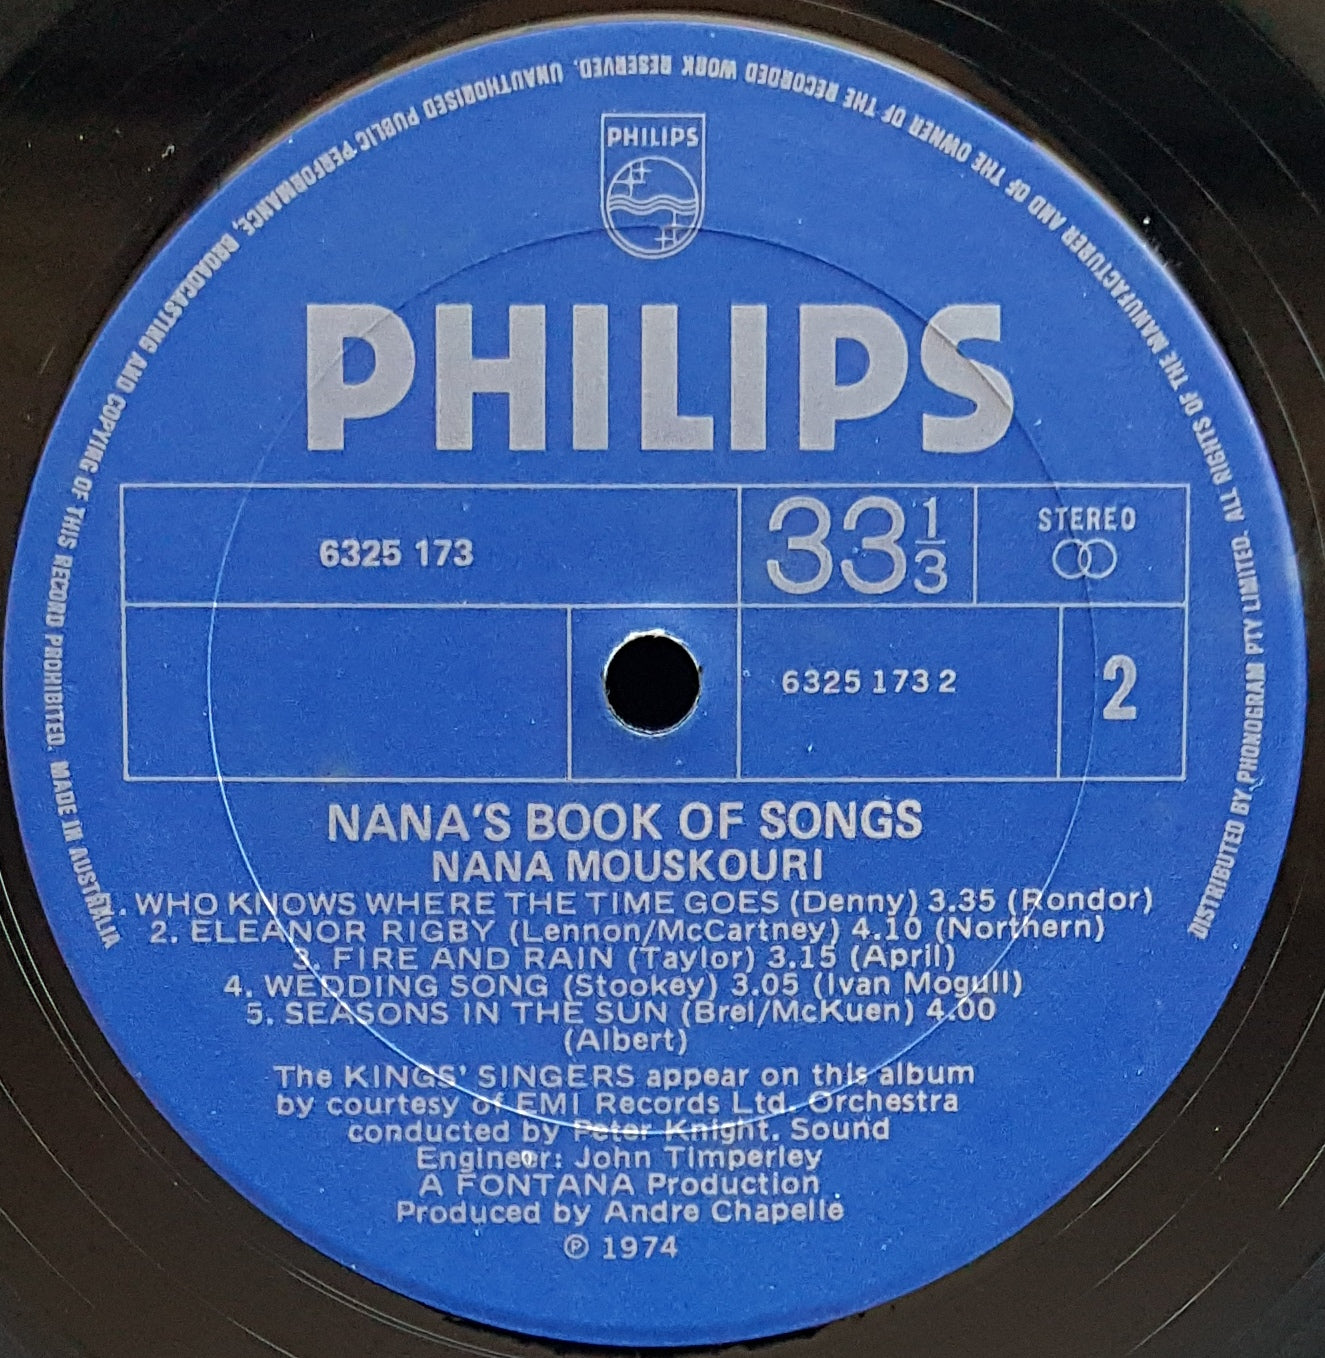 DISTRIBUTED BY PHONOGRAM PTY LIMITED. ALL RIGHTS OF THE MANUFACTURER AND OF THE OWNER OF THE RECORDED WORK RESERVED. UNAUTHORISED PUBLIC PERFORMANCE, BROADCASTING AND COPYING OF THIS RECORD PROHIBITED. MADE IN AUSTRALIA
PHILIPS
PHILIPS
6325 173
33 1/3
STEREO
6325 173 2
2
NANA'S BOOK OF SONGS
NANA MOUSKOURI
1. WHO KNOWS WHERE THE TIME GOES (Denny) 3.35 (Rondor)
2. ELEANOR RIGBY (Lennon/McCartney) 4.10 (Northern)
3. FIRE AND RAIN (Taylor) 3.15 (April)
4. WEDDING SONG (Stookey) 3.05 (Ivan Mogull)
5. SEASONS IN THE SUN (Brel/McKuen) 4.00
(Albert)
The KINGS' SINGERS appear on this album
by courtesy of EMI Records Ltd. Orchestra
conducted by Peter Knight. Sound
Engineer: John Timperley
A FONTANA Production
Produced by Andre Chapelle
℗ 1974